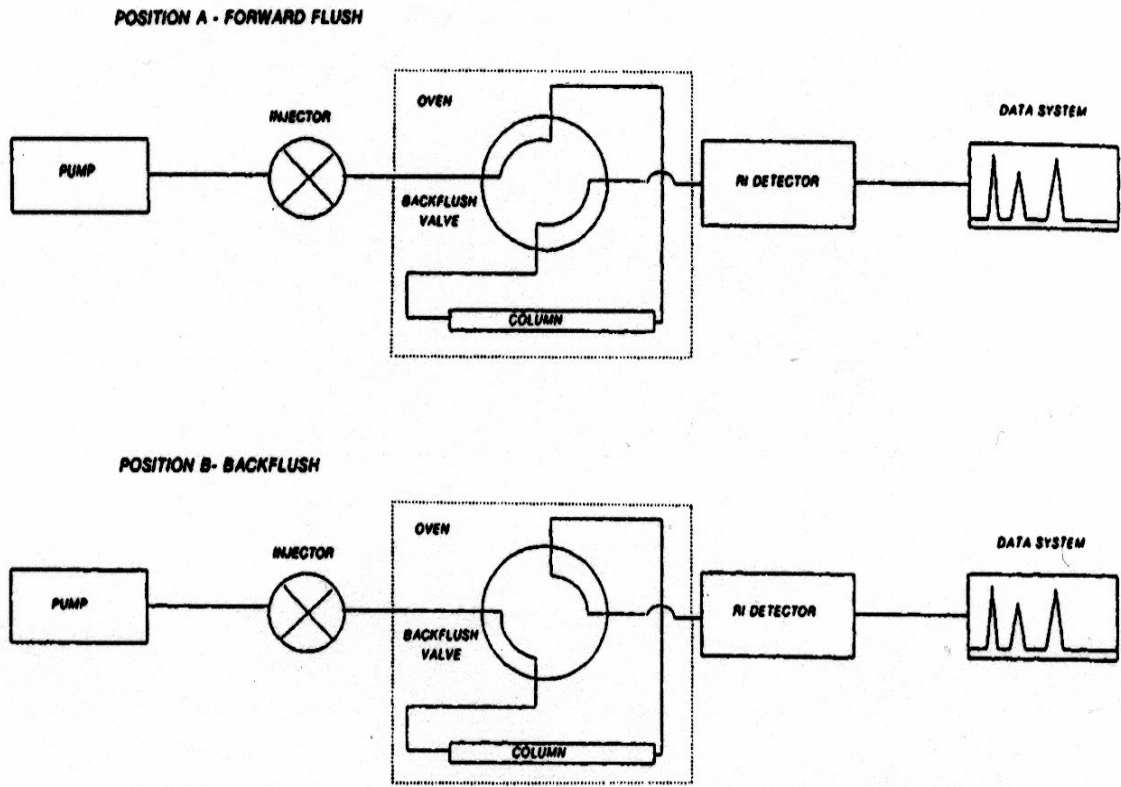 POSITION A - FORWARD FLUSH
OVEN
INJECTOR
DATA SYSTEM
PUMP
RI DETECTOR
BACKFLUSH
VALVE
COLUMN
POSITION B- BACKFLUSH
OVEN
INJECTOR
DATA SYSTEM
PUMP
RI DETECTOR
BACKFLUSH
VALVE
COLUMN